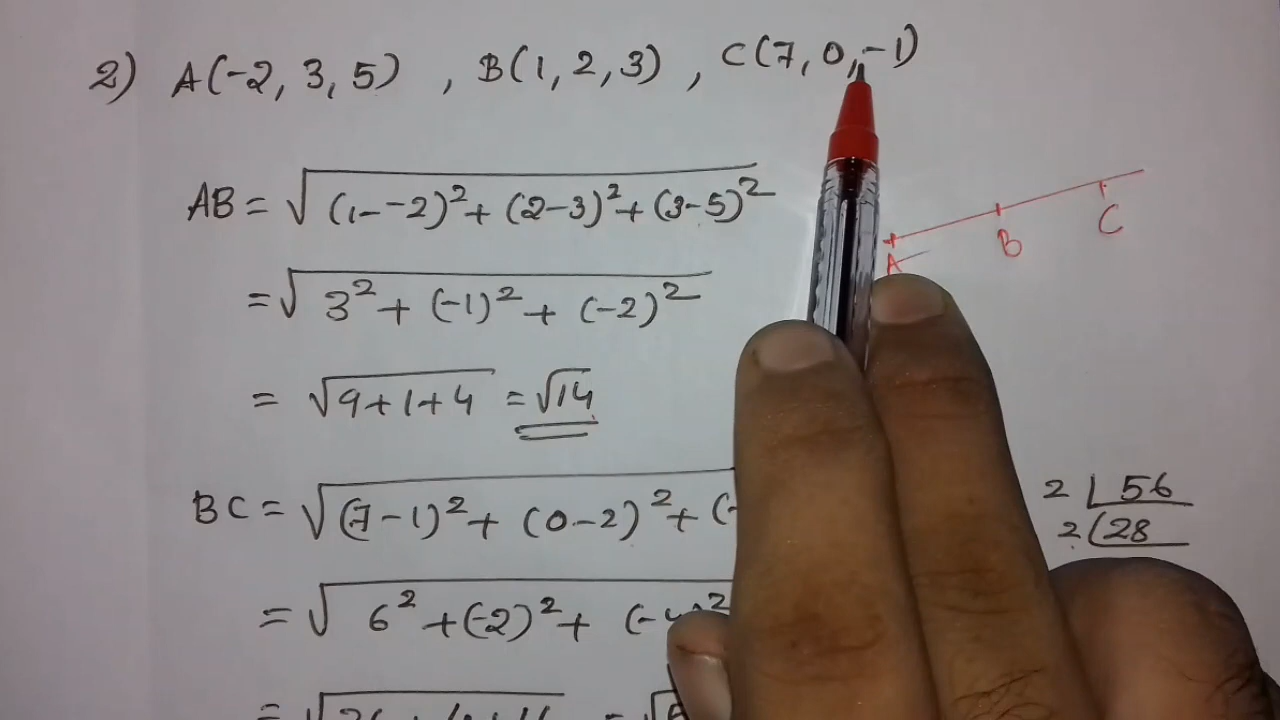 2) A(-2, 3, 5) , B(1, 2, 3) , C(7, 0, -1)
AB = √(1--2)² + (2-3)² + (3-5)²
= √3² + (-1)² + (-2)²
= √9+1+4 = √14
A B C
BC = √(7-1)² + (0-2)² + (-
2 56
2 28
= √6² + (-2)² + (-4)²